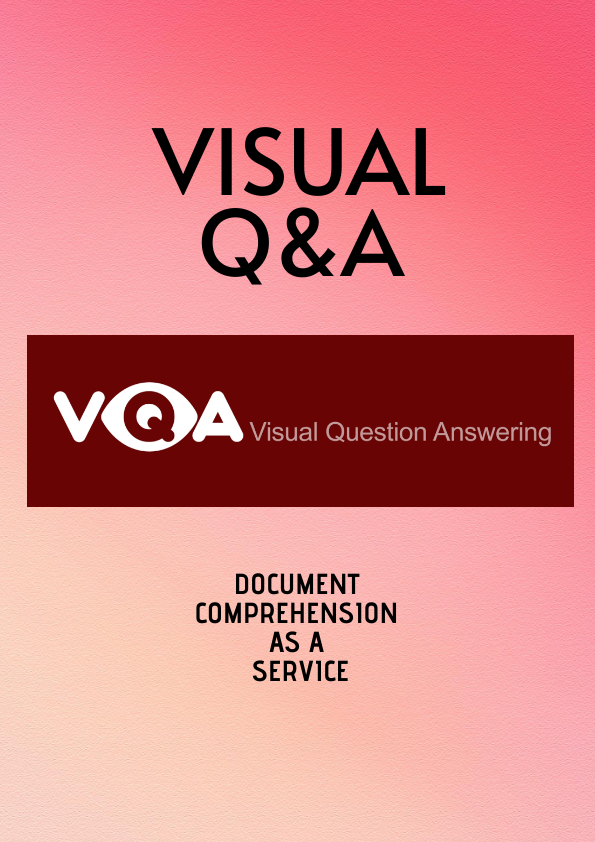 VISUAL
Q&A
VQA Visual Question Answering
DOCUMENT
COMPREHENSION
AS A
SERVICE